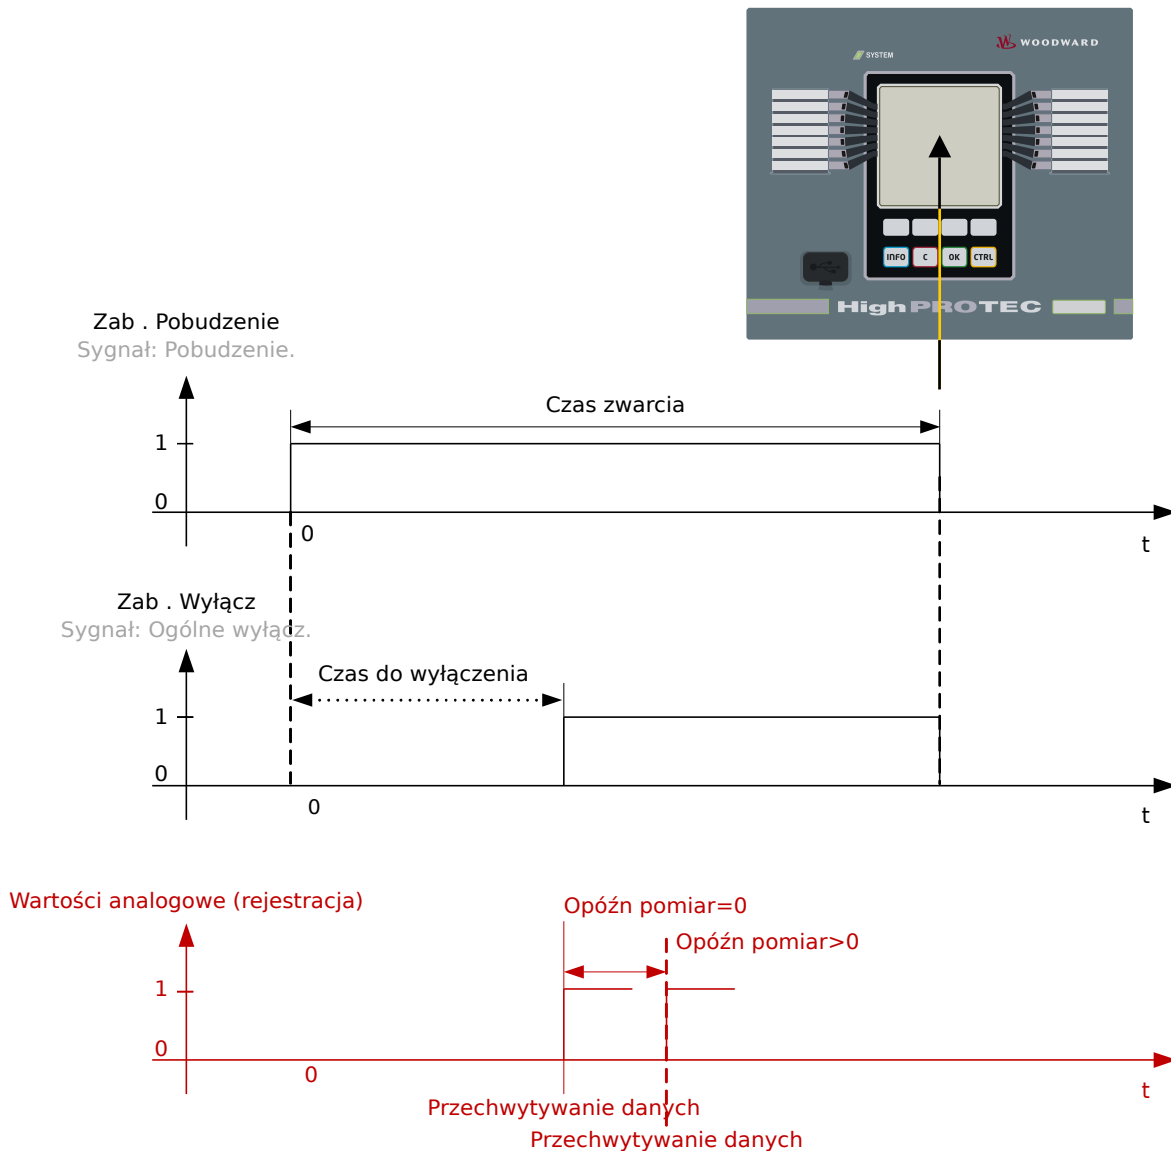 WOODWARD
SYSTEM
INFO C OK CTRL
HighPROTEC
Zab . Pobudzenie
Sygnał: Pobudzenie.
Czas zwarcia
1
0
0
t
Zab . Wyłącz
Sygnał: Ogólne wyłącz.
Czas do wyłączenia
1
0
0
t
Wartości analogowe (rejestracja)
Opóźn pomiar=0
Opóźn pomiar>0
1
0
0
t
Przechwytywanie danych
Przechwytywanie danych